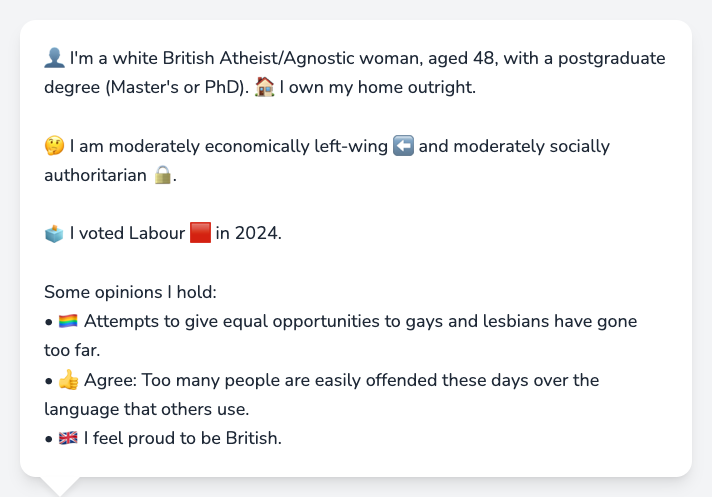 👤 I'm a white British Atheist/Agnostic woman, aged 48, with a postgraduate
degree (Master's or PhD). 🏠 I own my home outright.
🤔 I am moderately economically left-wing ⬅️ and moderately socially
authoritarian 🔒.
🗳️ I voted Labour 🟥 in 2024.
Some opinions I hold:
• 🏳️‍🌈 Attempts to give equal opportunities to gays and lesbians have gone
too far.
• 👍 Agree: Too many people are easily offended these days over the
language that others use.
• 🇬🇧 I feel proud to be British.